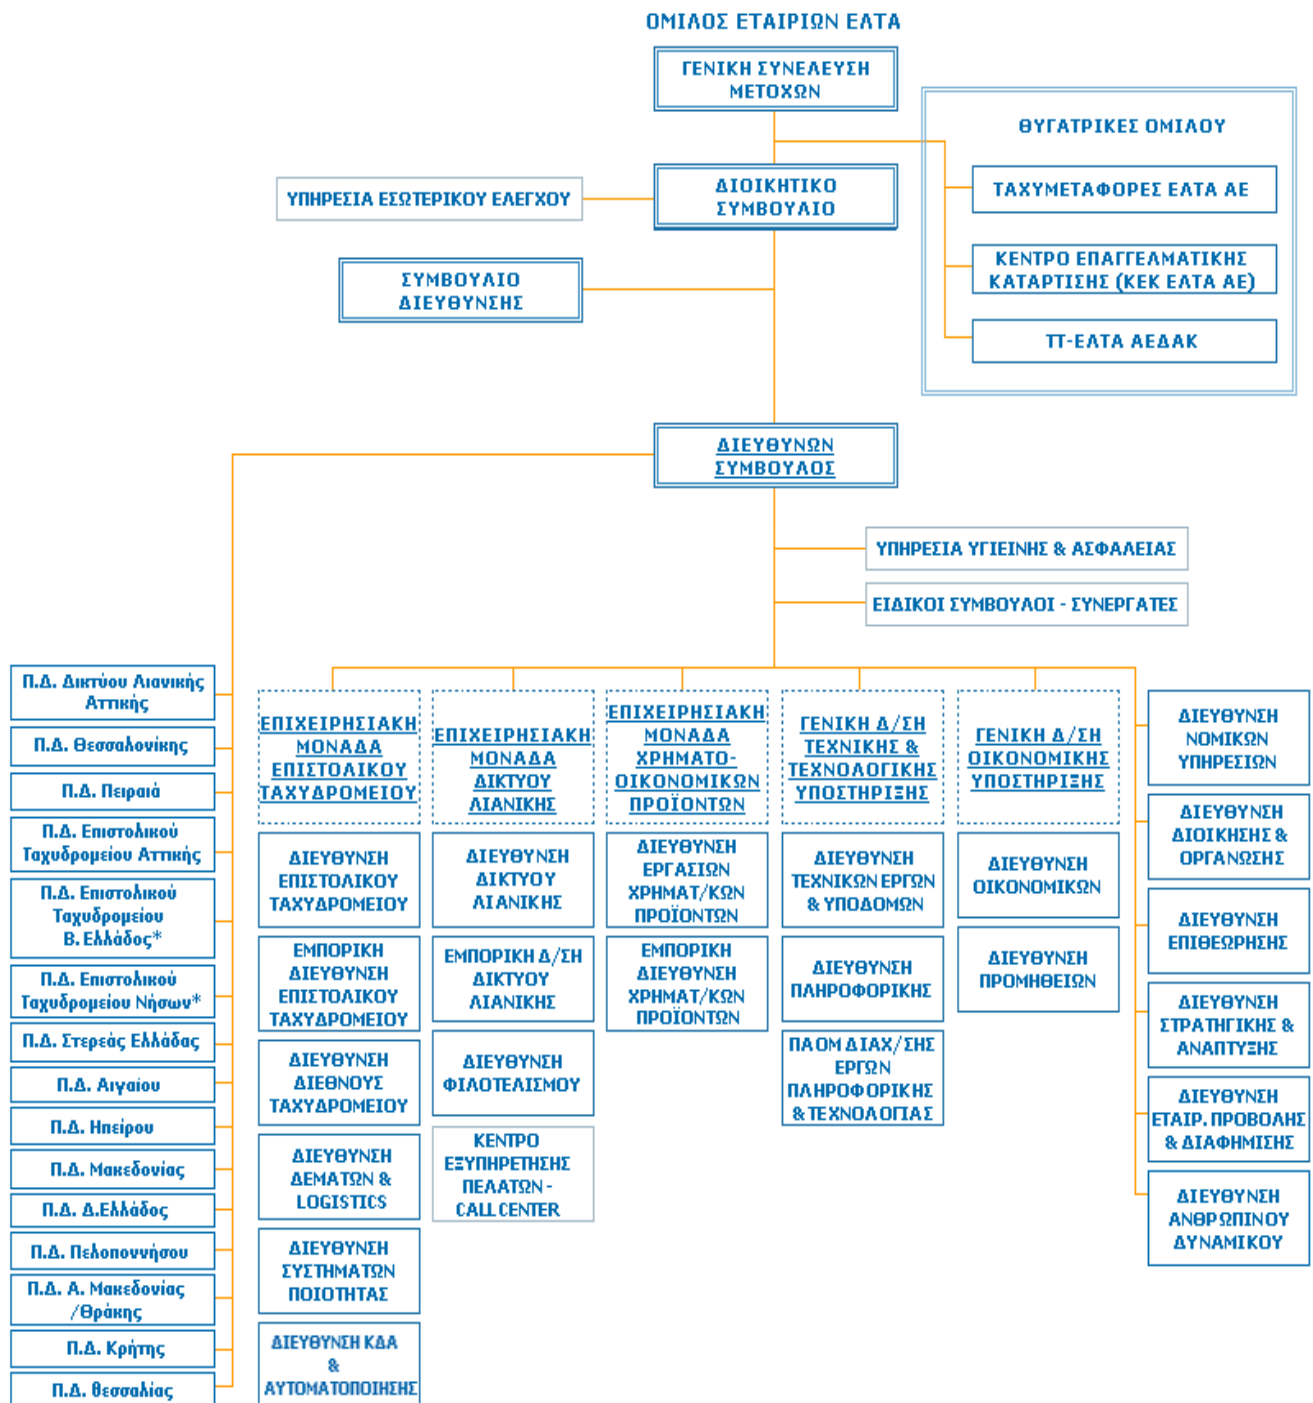 ΟΜΙΛΟΣ ΕΤΑΙΡΙΩΝ ΕΛΤΑ
ΓΕΝΙΚΗ ΣΥΝΕΛΕΥΣΗ
ΜΕΤΟΧΩΝ
ΘΥΓΑΤΡΙΚΕΣ ΟΜΙΛΟΥ
ΤΑΧΥΜΕΤΑΦΟΡΕΣ ΕΛΤΑ ΑΕ
ΚΕΝΤΡΟ ΕΠΑΓΓΕΛΜΑΤΙΚΗΣ
ΚΑΤΑΡΤΙΣΗΣ (ΚΕΚ ΕΛΤΑ ΑΕ)
ΤΤ-ΕΛΤΑ ΑΕΔΑΚ
ΔΙΟΙΚΗΤΙΚΟ
ΣΥΜΒΟΥΛΙΟ
ΥΠΗΡΕΣΙΑ ΕΣΩΤΕΡΙΚΟΥ ΕΛΕΓΧΟΥ
ΣΥΜΒΟΥΛΙΟ
ΔΙΕΥΘΥΝΣΗΣ
ΔΙΕΥΘΥΝΩΝ
ΣΥΜΒΟΥΛΟΣ
ΥΠΗΡΕΣΙΑ ΥΓΙΕΙΝΗΣ & ΑΣΦΑΛΕΙΑΣ
ΕΙΔΙΚΟΙ ΣΥΜΒΟΥΛΟΙ - ΣΥΝΕΡΓΑΤΕΣ
Π.Δ. Δικτύου Λιανικής
Αττικής
Π.Δ. Θεσσαλονίκης
Π.Δ. Πειραιά
Π.Δ. Επιστολικού
Ταχυδρομείου Αττικής
Π.Δ. Επιστολικού
Ταχυδρομείου
Β. Ελλάδος*
Π.Δ. Επιστολικού
Ταχυδρομείου Νήσων*
Π.Δ. Στερεάς Ελλάδας
Π.Δ. Αιγαίου
Π.Δ. Ηπείρου
Π.Δ. Μακεδονίας
Π.Δ. Δ.Ελλάδος
Π.Δ. Πελοποννήσου
Π.Δ. Α. Μακεδονίας
/Θράκης
Π.Δ. Κρήτης
Π.Δ. Θεσσαλίας
ΕΠΙΧΕΙΡΗΣΙΑΚΗ
ΜΟΝΑΔΑ
ΕΠΙΣΤΟΛΙΚΟΥ
ΤΑΧΥΔΡΟΜΕΙΟΥ
ΔΙΕΥΘΥΝΣΗ
ΕΠΙΣΤΟΛΙΚΟΥ
ΤΑΧΥΔΡΟΜΕΙΟΥ
ΕΜΠΟΡΙΚΗ
ΔΙΕΥΘΥΝΣΗ
ΕΠΙΣΤΟΛΙΚΟΥ
ΤΑΧΥΔΡΟΜΕΙΟΥ
ΔΙΕΥΘΥΝΣΗ
ΔΙΕΘΝΟΥΣ
ΤΑΧΥΔΡΟΜΕΙΟΥ
ΔΙΕΥΘΥΝΣΗ
ΔΕΜΑΤΩΝ &
LOGISTICS
ΔΙΕΥΘΥΝΣΗ
ΣΥΣΤΗΜΑΤΩΝ
ΠΟΙΟΤΗΤΑΣ
ΔΙΕΥΘΥΝΣΗ ΚΔΑ
&
ΑΥΤΟΜΑΤΟΠΟΙΗΣΗΣ
ΕΠΙΧΕΙΡΗΣΙΑΚΗ
ΜΟΝΑΔΑ
ΔΙΚΤΥΟΥ
ΛΙΑΝΙΚΗΣ
ΔΙΕΥΘΥΝΣΗ
ΔΙΚΤΥΟΥ
ΛΙΑΝΙΚΗΣ
ΕΜΠΟΡΙΚΗ Δ/ΣΗ
ΔΙΚΤΥΟΥ
ΛΙΑΝΙΚΗΣ
ΔΙΕΥΘΥΝΣΗ
ΦΙΛΟΤΕΛΙΣΜΟΥ
ΚΕΝΤΡΟ
ΕΞΥΠΗΡΕΤΗΣΗΣ
ΠΕΛΑΤΩΝ -
CALL CENTER
ΕΠΙΧΕΙΡΗΣΙΑΚΗ
ΜΟΝΑΔΑ
ΧΡΗΜΑΤΟ-
ΟΙΚΟΝΟΜΙΚΩΝ
ΠΡΟΪΟΝΤΩΝ
ΔΙΕΥΘΥΝΣΗ
ΕΡΓΑΣΙΩΝ
ΧΡΗΜΑΤ/ΚΩΝ
ΠΡΟΪΟΝΤΩΝ
ΕΜΠΟΡΙΚΗ
ΔΙΕΥΘΥΝΣΗ
ΧΡΗΜΑΤ/ΚΩΝ
ΠΡΟΪΟΝΤΩΝ
ΓΕΝΙΚΗ Δ/ΣΗ
ΤΕΧΝΙΚΗΣ &
ΤΕΧΝΟΛΟΓΙΚΗΣ
ΥΠΟΣΤΗΡΙΞΗΣ
ΔΙΕΥΘΥΝΣΗ
ΤΕΧΝΙΚΩΝ ΕΡΓΩΝ
& ΥΠΟΔΟΜΩΝ
ΔΙΕΥΘΥΝΣΗ
ΠΛΗΡΟΦΟΡΙΚΗΣ
ΠΑΟΜ ΔΙΑΧ/ΣΗΣ
ΕΡΓΩΝ
ΠΛΗΡΟΦΟΡΙΚΗΣ
& ΤΕΧΝΟΛΟΓΙΑΣ
ΓΕΝΙΚΗ Δ/ΣΗ
ΟΙΚΟΝΟΜΙΚΗΣ
ΥΠΟΣΤΗΡΙΞΗΣ
ΔΙΕΥΘΥΝΣΗ
ΟΙΚΟΝΟΜΙΚΩΝ
ΔΙΕΥΘΥΝΣΗ
ΠΡΟΜΗΘΕΙΩΝ
ΔΙΕΥΘΥΝΣΗ
ΝΟΜΙΚΩΝ
ΥΠΗΡΕΣΙΩΝ
ΔΙΕΥΘΥΝΣΗ
ΔΙΟΙΚΗΣΗΣ &
ΟΡΓΑΝΩΣΗΣ
ΔΙΕΥΘΥΝΣΗ
ΕΠΙΘΕΩΡΗΣΗΣ
ΔΙΕΥΘΥΝΣΗ
ΣΤΡΑΤΗΓΙΚΗΣ &
ΑΝΑΠΤΥΞΗΣ
ΔΙΕΥΘΥΝΣΗ
ΕΤΑΙΡ. ΠΡΟΒΟΛΗΣ
& ΔΙΑΦΗΜΙΣΗΣ
ΔΙΕΥΘΥΝΣΗ
ΑΝΘΡΩΠΙΝΟΥ
ΔΥΝΑΜΙΚΟΥ